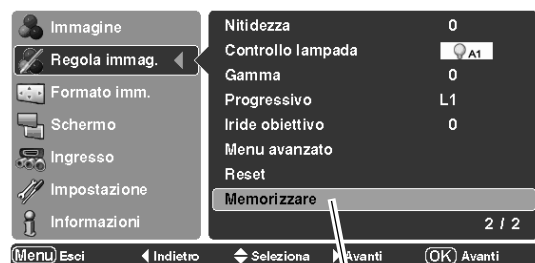 Immagine
Regola immag.
Formato imm.
Schermo
Ingresso
Impostazione
Informazioni
Nitidezza 0
Controllo lampada A1
Gamma 0
Progressivo L1
Iride obiettivo 0
Menu avanzato
Reset
Memorizzare
2 / 2
Menu Esci Indietro Seleziona Avanti OK Avanti